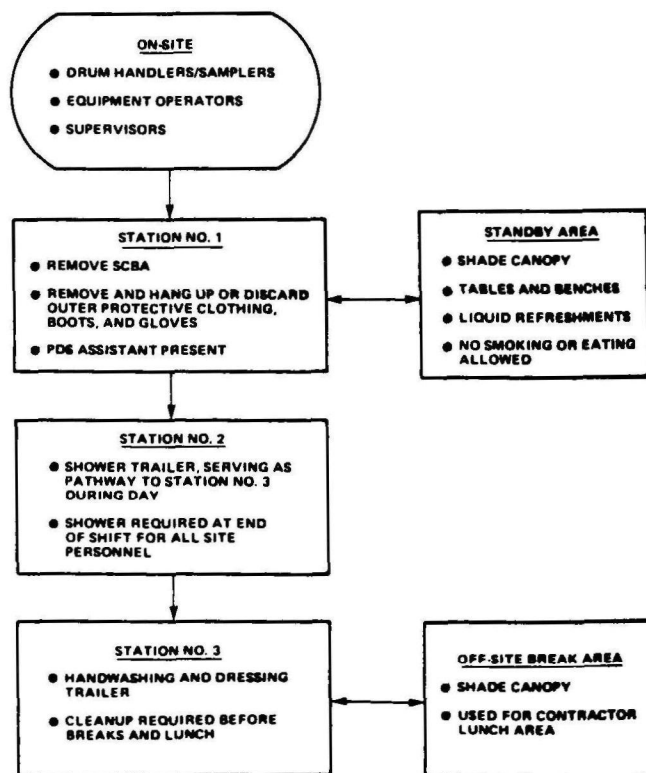 ON-SITE
● DRUM HANDLERS/SAMPLERS
● EQUIPMENT OPERATORS
● SUPERVISORS
STATION NO. 1
● REMOVE SCBA
● REMOVE AND HANG UP OR DISCARD
OUTER PROTECTIVE CLOTHING,
BOOTS, AND GLOVES
● PDS ASSISTANT PRESENT
STANDBY AREA
● SHADE CANOPY
● TABLES AND BENCHES
● LIQUID REFRESHMENTS
● NO SMOKING OR EATING
ALLOWED
STATION NO. 2
● SHOWER TRAILER, SERVING AS
PATHWAY TO STATION NO. 3
DURING DAY
● SHOWER REQUIRED AT END
OF SHIFT FOR ALL SITE
PERSONNEL
STATION NO. 3
● HANDWASHING AND DRESSING
TRAILER
● CLEANUP REQUIRED BEFORE
BREAKS AND LUNCH
OFF-SITE BREAK AREA
● SHADE CANOPY
● USED FOR CONTRACTOR
LUNCH AREA